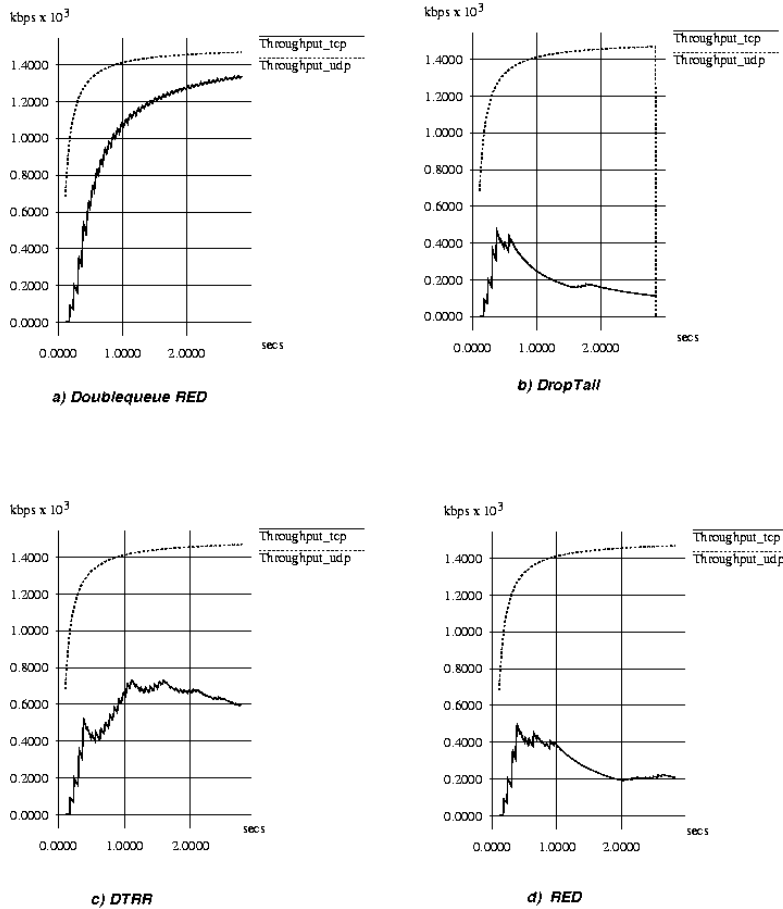 kbps x 10³
Throughput_tcp
Throughput_udp
1.4000
1.2000
1.0000
0.8000
0.6000
0.4000
0.2000
0.0000
0.0000 1.0000 2.0000
secs
a) Doublequeue RED
kbps x 10³
Throughput_tcp
Throughput_udp
1.4000
1.2000
1.0000
0.8000
0.6000
0.4000
0.2000
0.0000
0.0000 1.0000 2.0000
secs
b) DropTail
kbps x 10³
Throughput_tcp
Throughput_udp
1.4000
1.2000
1.0000
0.8000
0.6000
0.4000
0.2000
0.0000
0.0000 1.0000 2.0000
secs
c) DTRR
kbps x 10³
Throughput_tcp
Throughput_udp
1.4000
1.2000
1.0000
0.8000
0.6000
0.4000
0.2000
0.0000
0.0000 1.0000 2.0000
secs
d) RED